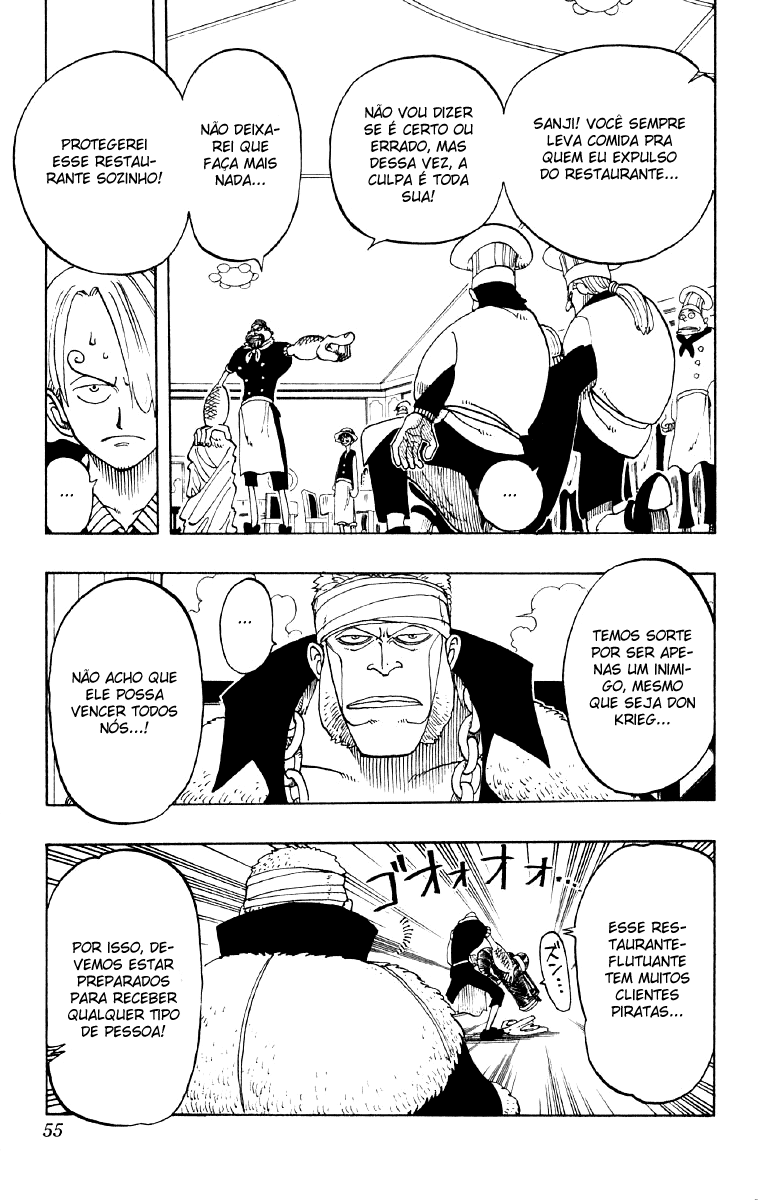 SANJI! VOCÊ SEMPRE
LEVA COMIDA PRA
QUEM EU EXPULSO
DO RESTAURANTE...
NÃO VOU DIZER
SE É CERTO OU
ERRADO, MAS
DESSA VEZ, A
CULPA É TODA
SUA!
NÃO DEIXA-
REI QUE
FAÇA MAIS
NADA...
PROTEGEREI
ESSE RESTAU-
RANTE SOZINHO!
...
...
TEMOS SORTE
POR SER APE-
NAS UM INIMI-
GO, MESMO
QUE SEJA DON
KRIEG...
...
NÃO ACHO QUE
ELE POSSA
VENCER TODOS
NÓS...!
ESSE RES-
TAURANTE-
FLUTUANTE
TEM MUITOS
CLIENTES
PIRATAS...
ゴオォオォ...
ズン...
POR ISSO, DE-
VEMOS ESTAR
PREPARADOS
PARA RECEBER
QUALQUER TIPO
DE PESSOA!
55